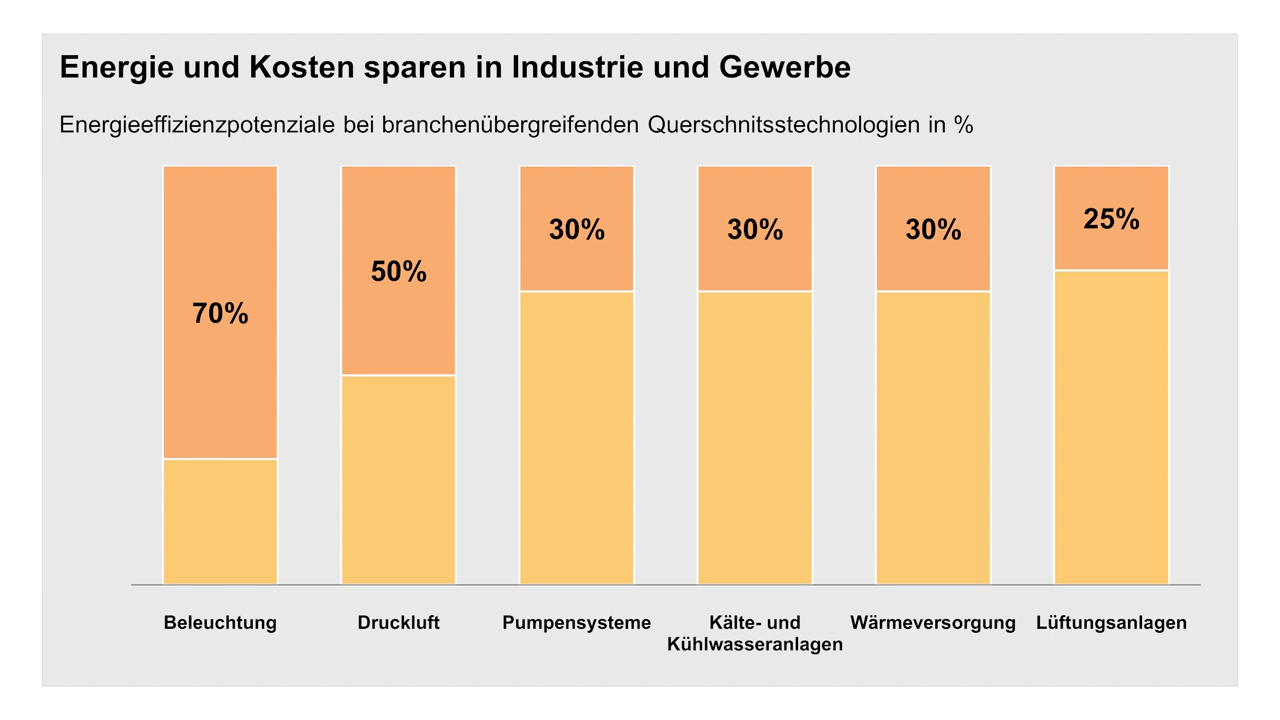 Energie und Kosten sparen in Industrie und Gewerbe
Energieeffizienzpotenziale bei branchenübergreifenden Querschnitsstechnologien in %
70%
50%
30%
30%
30%
25%
Beleuchtung
Druckluft
Pumpensysteme
Kälte- und
Kühlwasseranlagen
Wärmeversorgung
Lüftungsanlagen